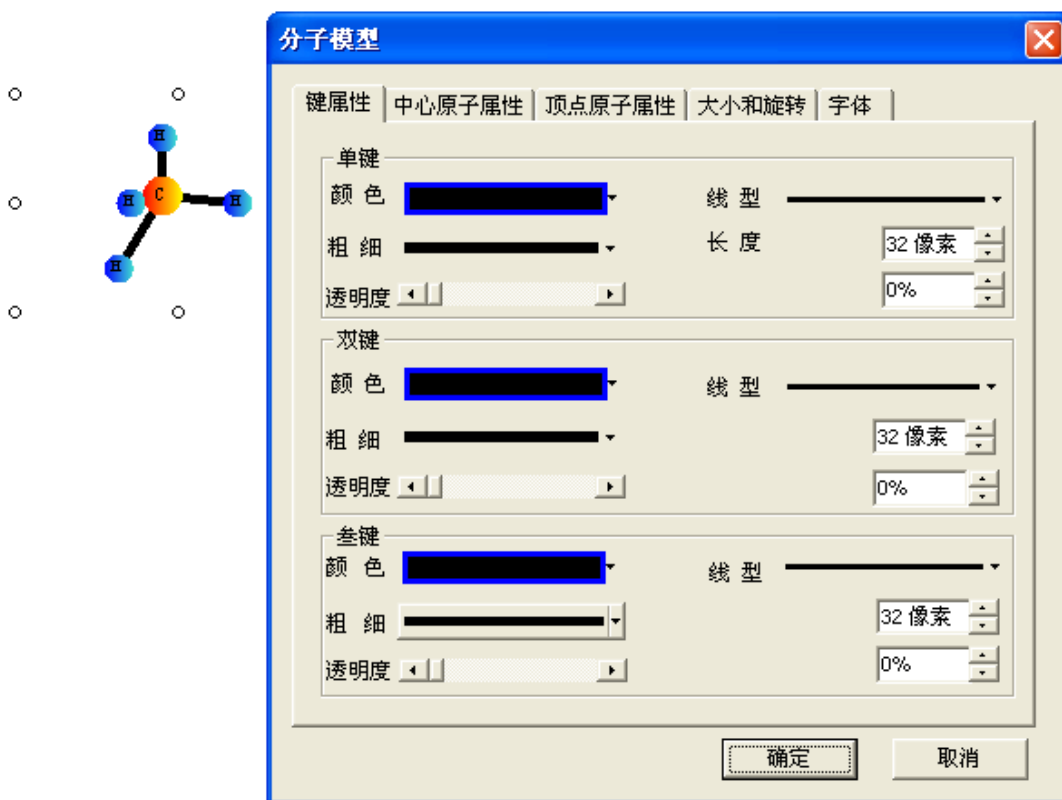 分子模型
键属性 中心原子属性 顶点原子属性 大小和旋转 字体
H
C
H
H
H
单键
颜 色 线 型
粗 细 长 度 32 像素
透明度 0%
双键
颜 色 线 型
粗 细 32 像素
透明度 0%
叁键
颜 色 线 型
粗 细 32 像素
透明度 0%
确定 取消